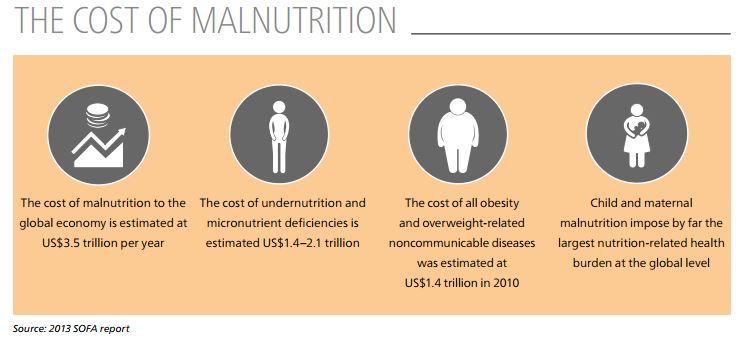 THE COST OF MALNUTRITION
The cost of malnutrition to the
global economy is estimated at
US$3.5 trillion per year
The cost of undernutrition and
micronutrient deficiencies is
estimated US$1.4–2.1 trillion
The cost of all obesity
and overweight-related
noncommunicable diseases
was estimated at
US$1.4 trillion in 2010
Child and maternal
malnutrition impose by far the
largest nutrition-related health
burden at the global level
Source: 2013 SOFA report